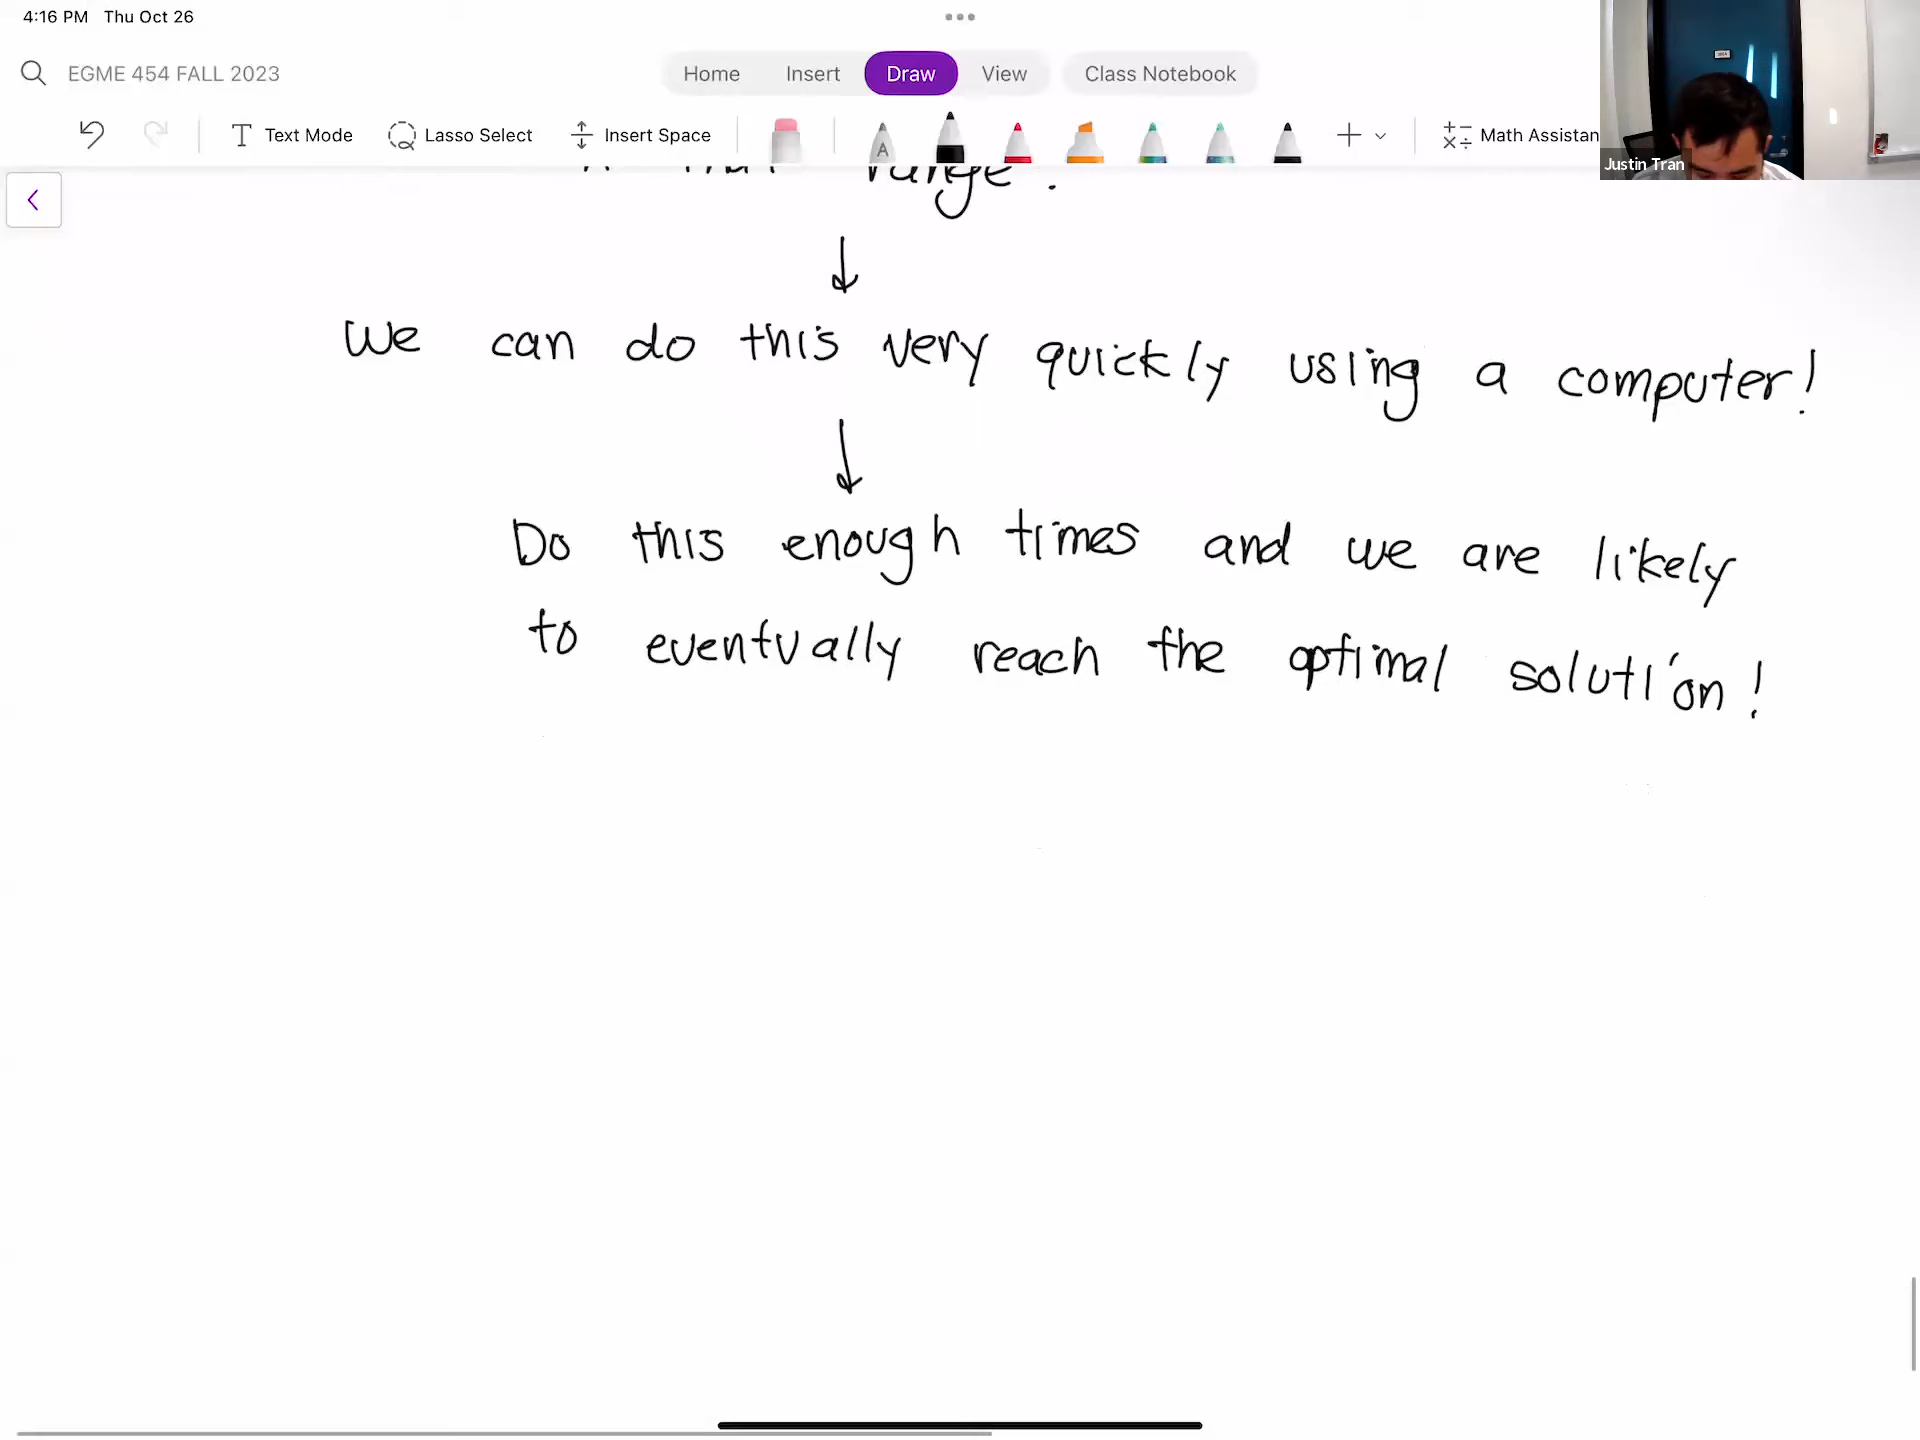 4:16 PM Thu Oct 26
EGME 454 FALL 2023
Home Insert Draw View Class Notebook
Text Mode Lasso Select Insert Space Math Assistan
A
Justin Tran
range.
We can do this very quickly using a computer!
Do this enough times and we are likely
to eventually reach the optimal solution!